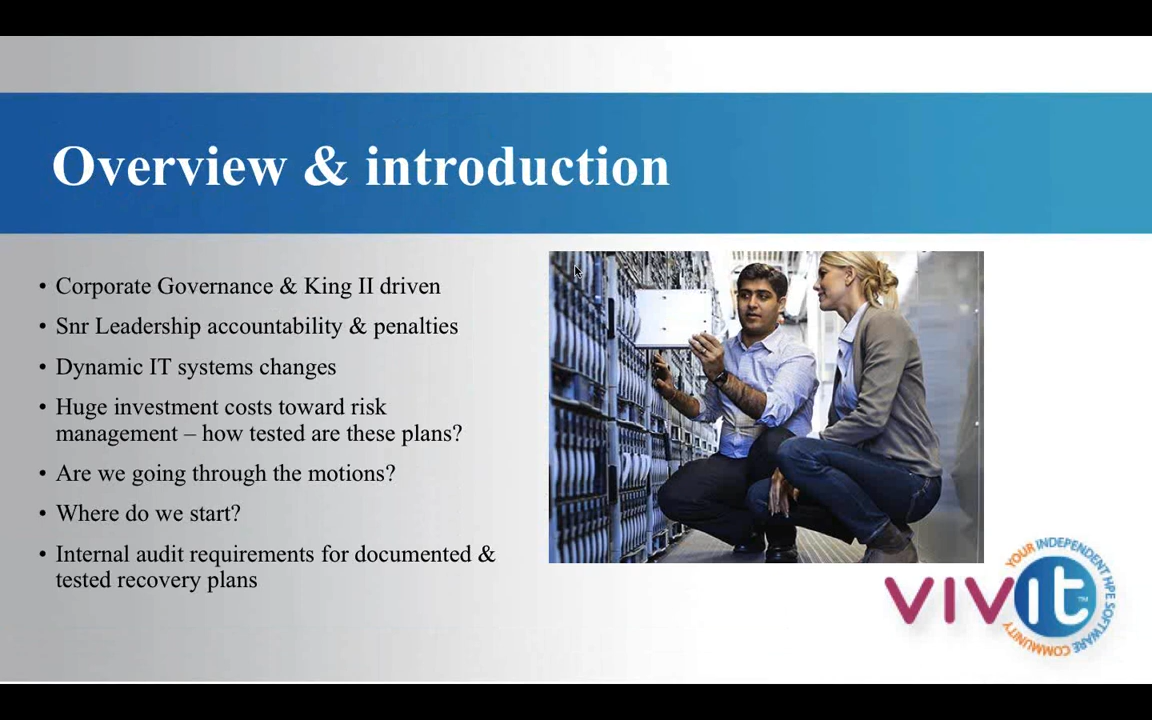 Overview & introduction
• Corporate Governance & King II driven
• Snr Leadership accountability & penalties
• Dynamic IT systems changes
• Huge investment costs toward risk
management – how tested are these plans?
• Are we going through the motions?
• Where do we start?
• Internal audit requirements for documented &
tested recovery plans
VIVit™
YOUR INDEPENDENT HPE SOFTWARE COMMUNITY